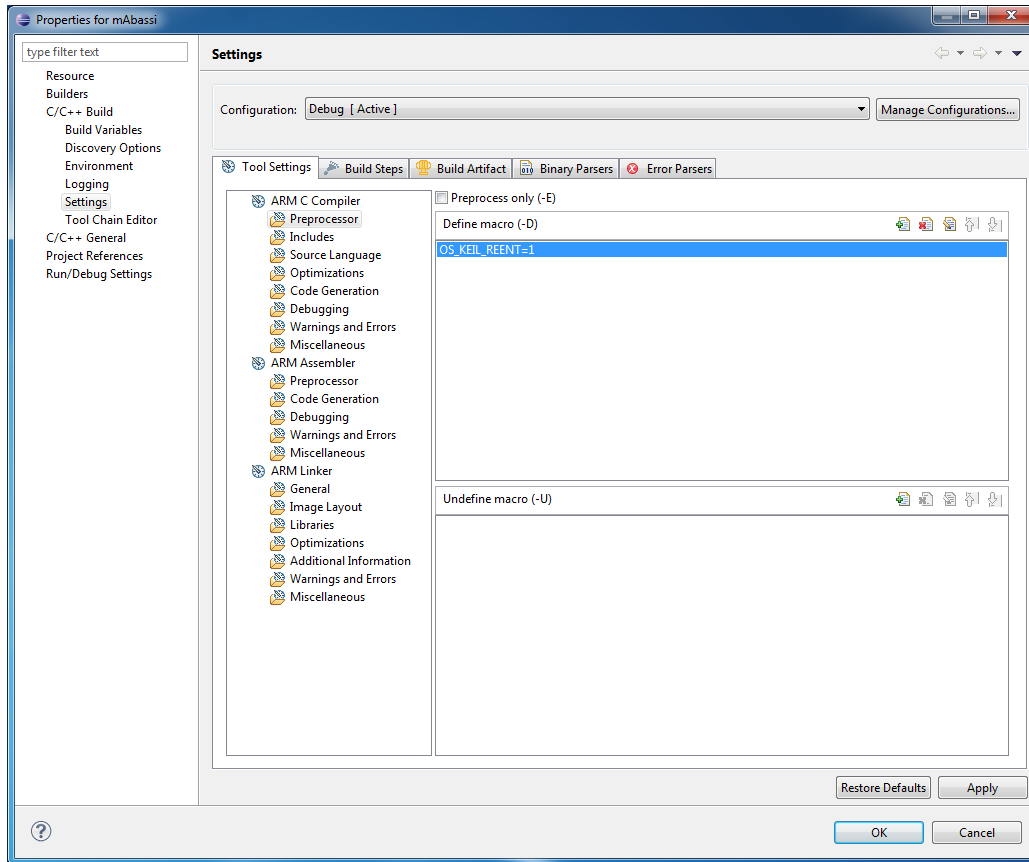 Properties for mAbassi
type filter text
Resource
Builders
C/C++ Build
Build Variables
Discovery Options
Environment
Logging
Settings
Tool Chain Editor
C/C++ General
Project References
Run/Debug Settings
Settings
Configuration:
Debug [ Active ]
Manage Configurations...
Tool Settings
Build Steps
Build Artifact
Binary Parsers
Error Parsers
ARM C Compiler
Preprocessor
Includes
Source Language
Optimizations
Code Generation
Debugging
Warnings and Errors
Miscellaneous
ARM Assembler
Preprocessor
Code Generation
Debugging
Warnings and Errors
Miscellaneous
ARM Linker
General
Image Layout
Libraries
Optimizations
Additional Information
Warnings and Errors
Miscellaneous
Preprocess only (-E)
Define macro (-D)
OS_KEIL_REENT=1
Undefine macro (-U)
Restore Defaults
Apply
?
OK
Cancel